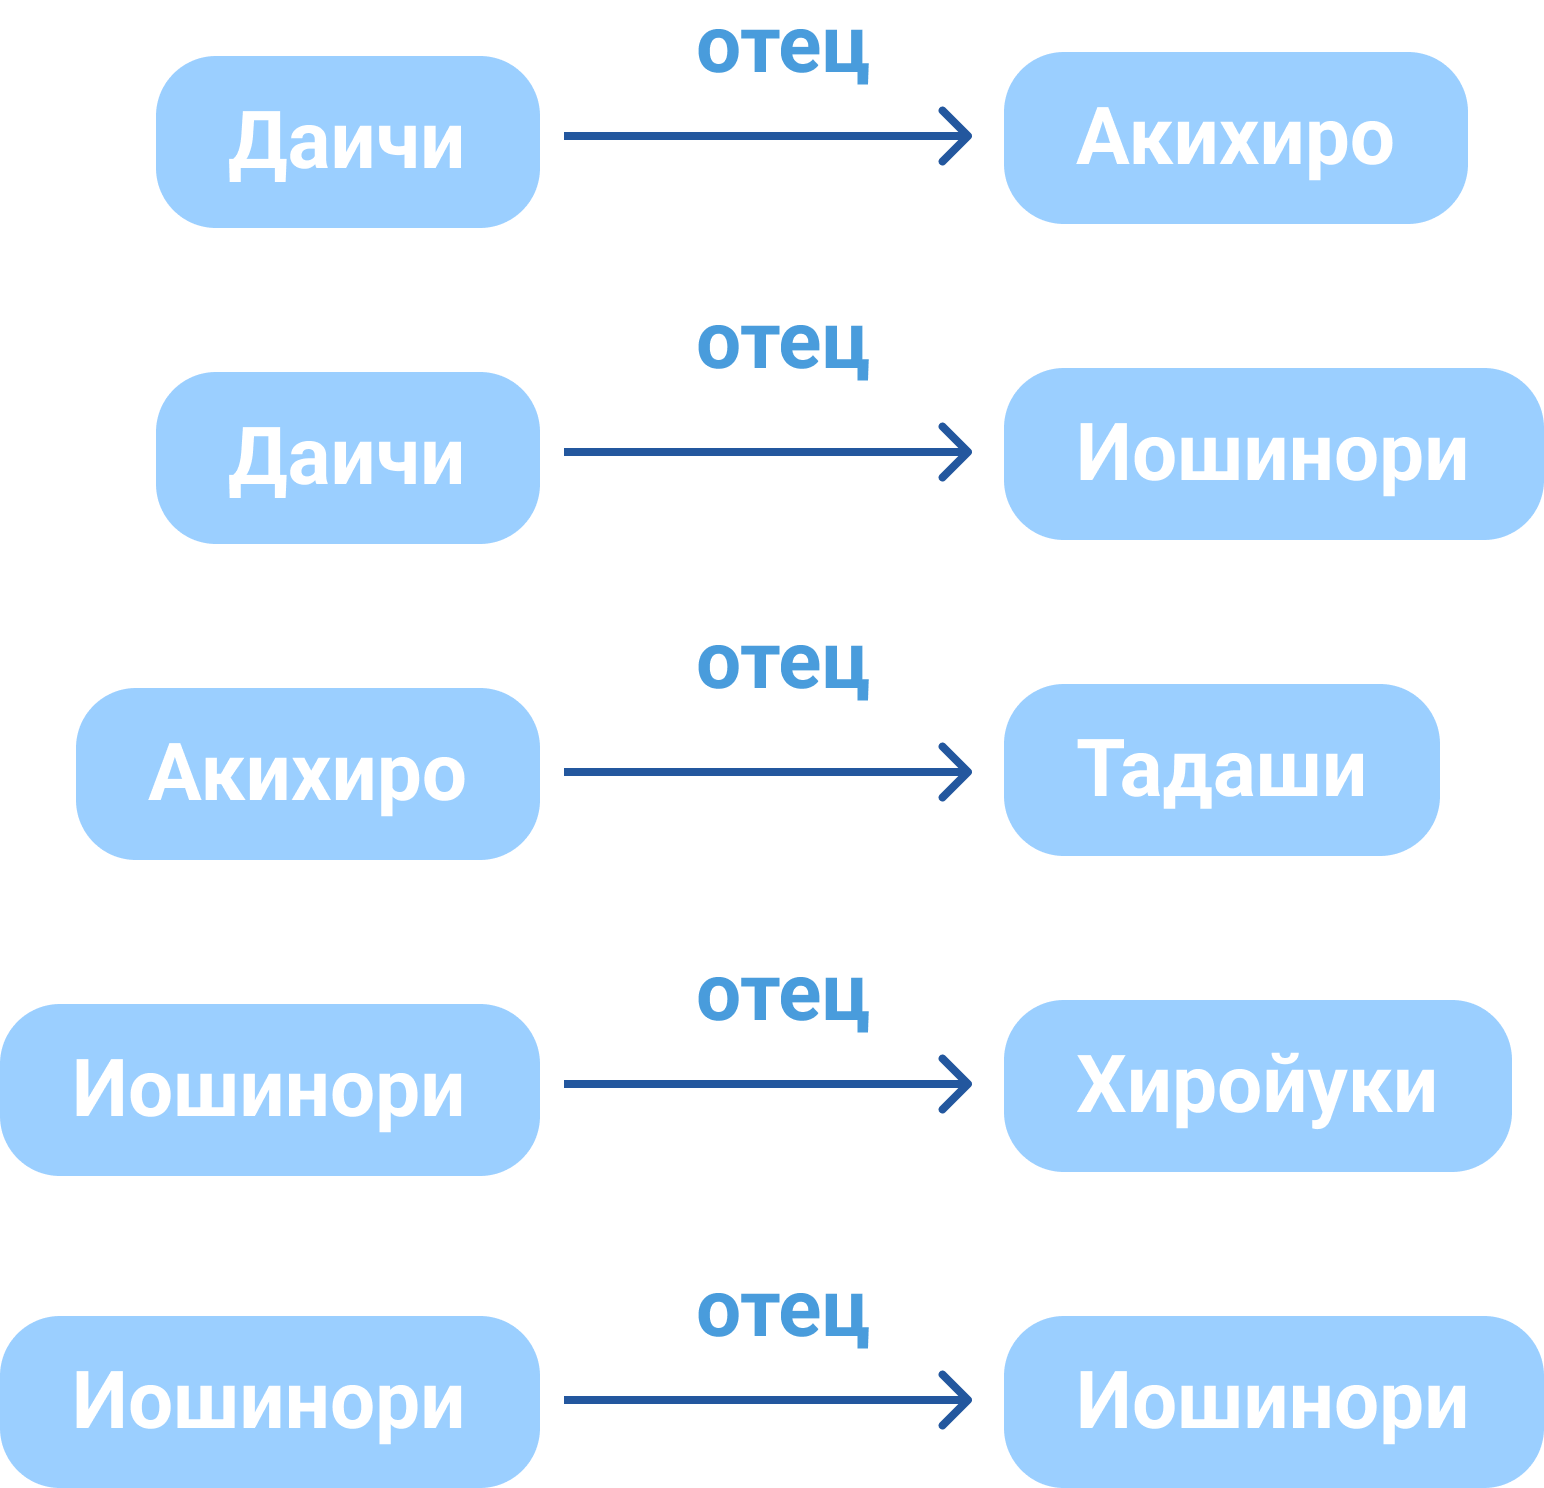 отец
Даичи
Акихиро
отец
Даичи
Иошинори
отец
Акихиро
Тадаши
отец
Иошинори
Хиройуки
отец
Иошинори
Иошинори